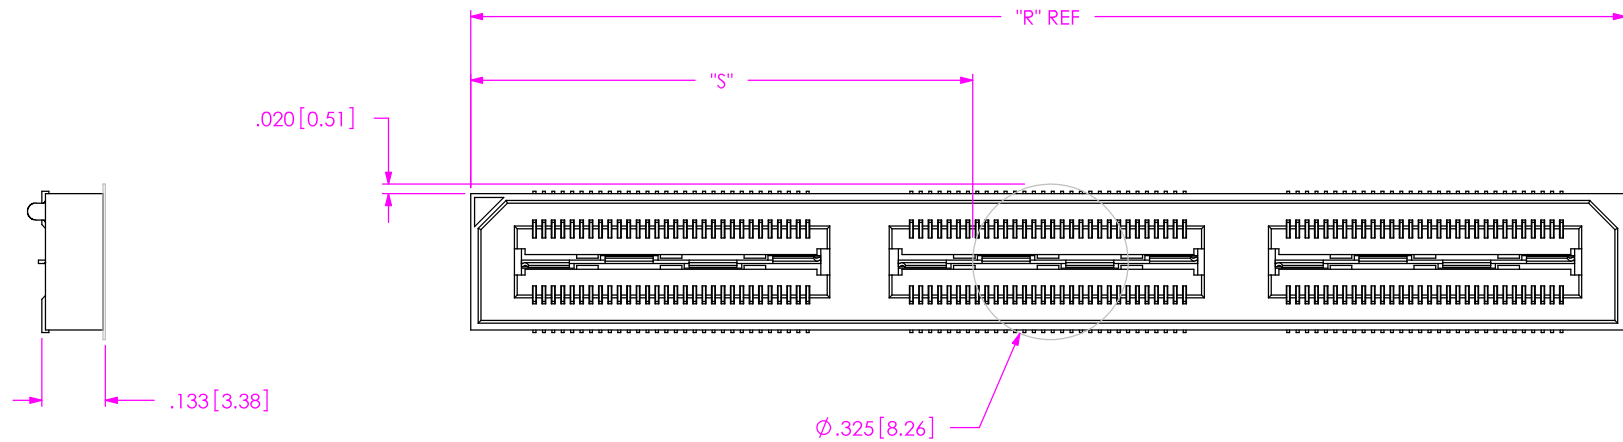 "R" REF
"S"
.020[0.51]
.133[3.38]
Ø.325[8.26]